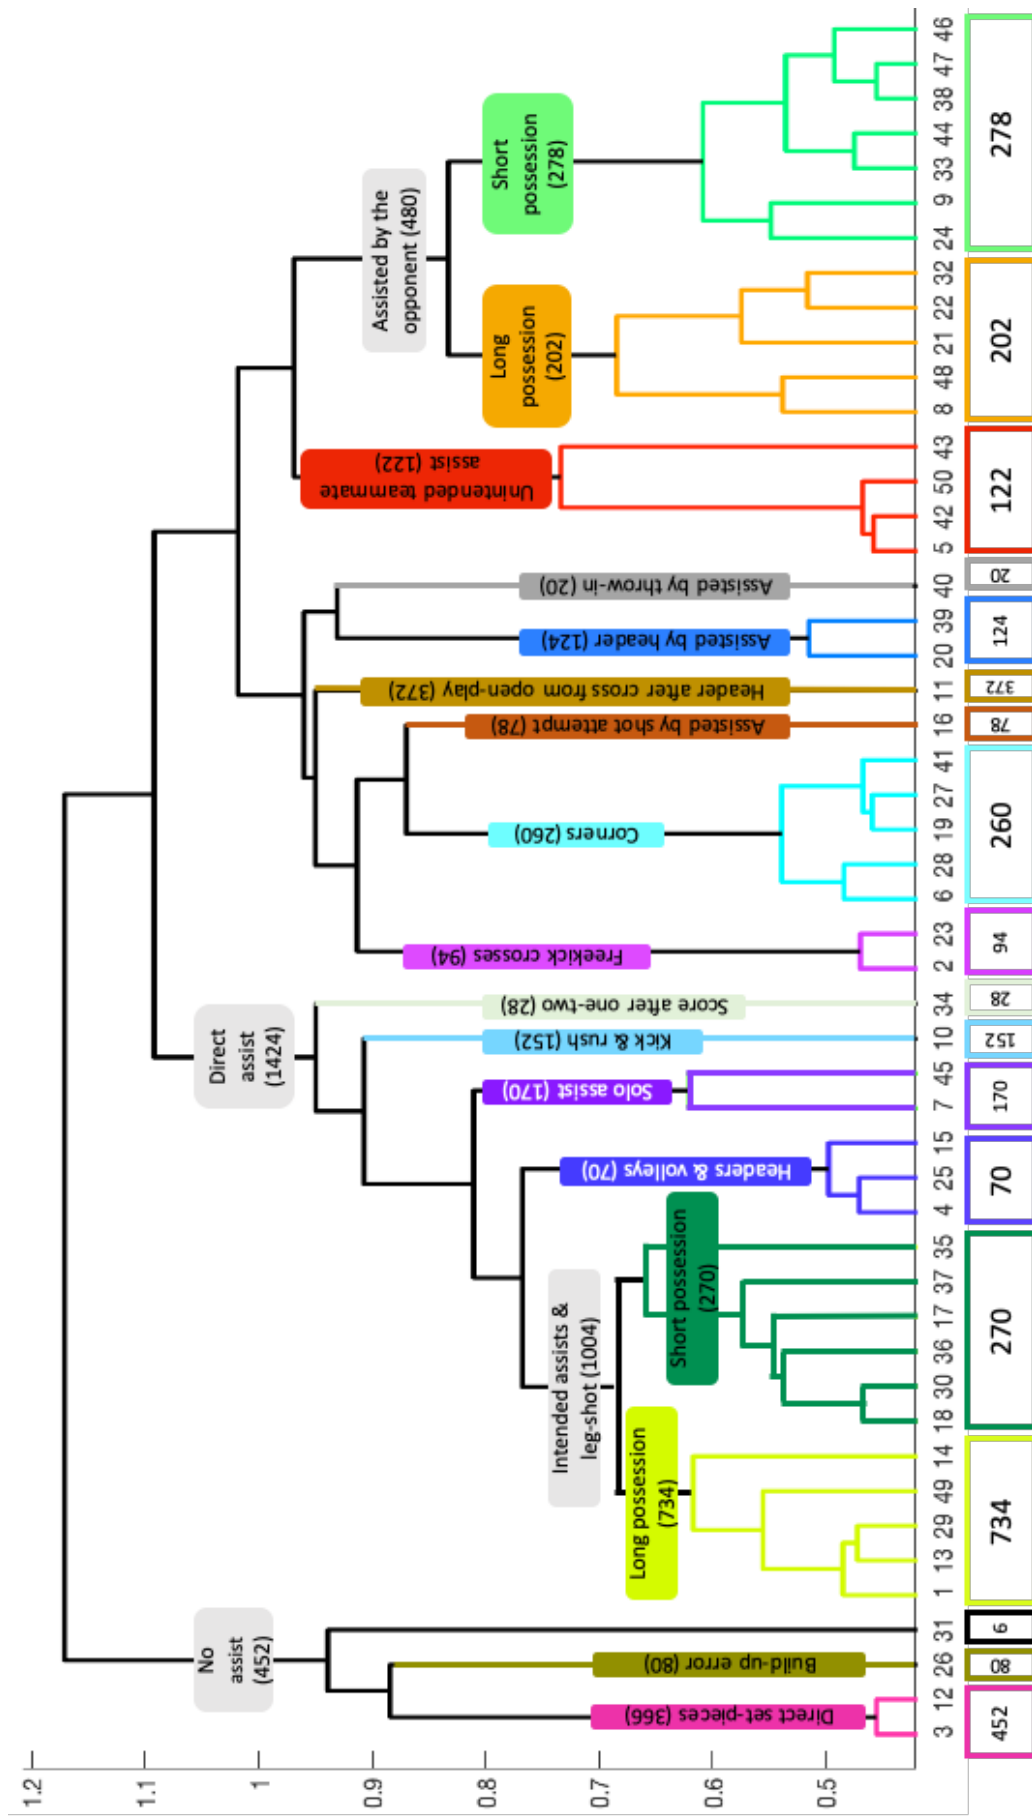 1.2
1.1
1
0.9
0.8
0.7
0.6
0.5
No
assist
(452)
Direct
assist
(1424)
Assisted by the
opponent (480)
Intended assists &
leg-shot (1004)
Direct set-pieces (366)
Build-up error (80)
Long possession
(734)
Short possession
(270)
Headers & volleys (70)
Solo assist (170)
Kick & rush (152)
Score after one-two (28)
Freekick crosses (94)
Corners (260)
Assisted by shot attempt (78)
Header after cross from open-play (372)
Assisted by header (124)
Assisted by throw-in (20)
Unintended teammate
assist (122)
Long
possession
(202)
Short
possession
(278)
3 12 26 31 1 13 29 49 14 18 30 36 17 37 35 4 25 15 7 45 10 34 2 23 6 28 19 27 41 16 11 20 39 40 5 42 50 43 8 48 21 22 32 24 9 33 44 38 47 46
452 80 6 734 270 70 170 152 28 94 260 78 372 124 20 122 202 278